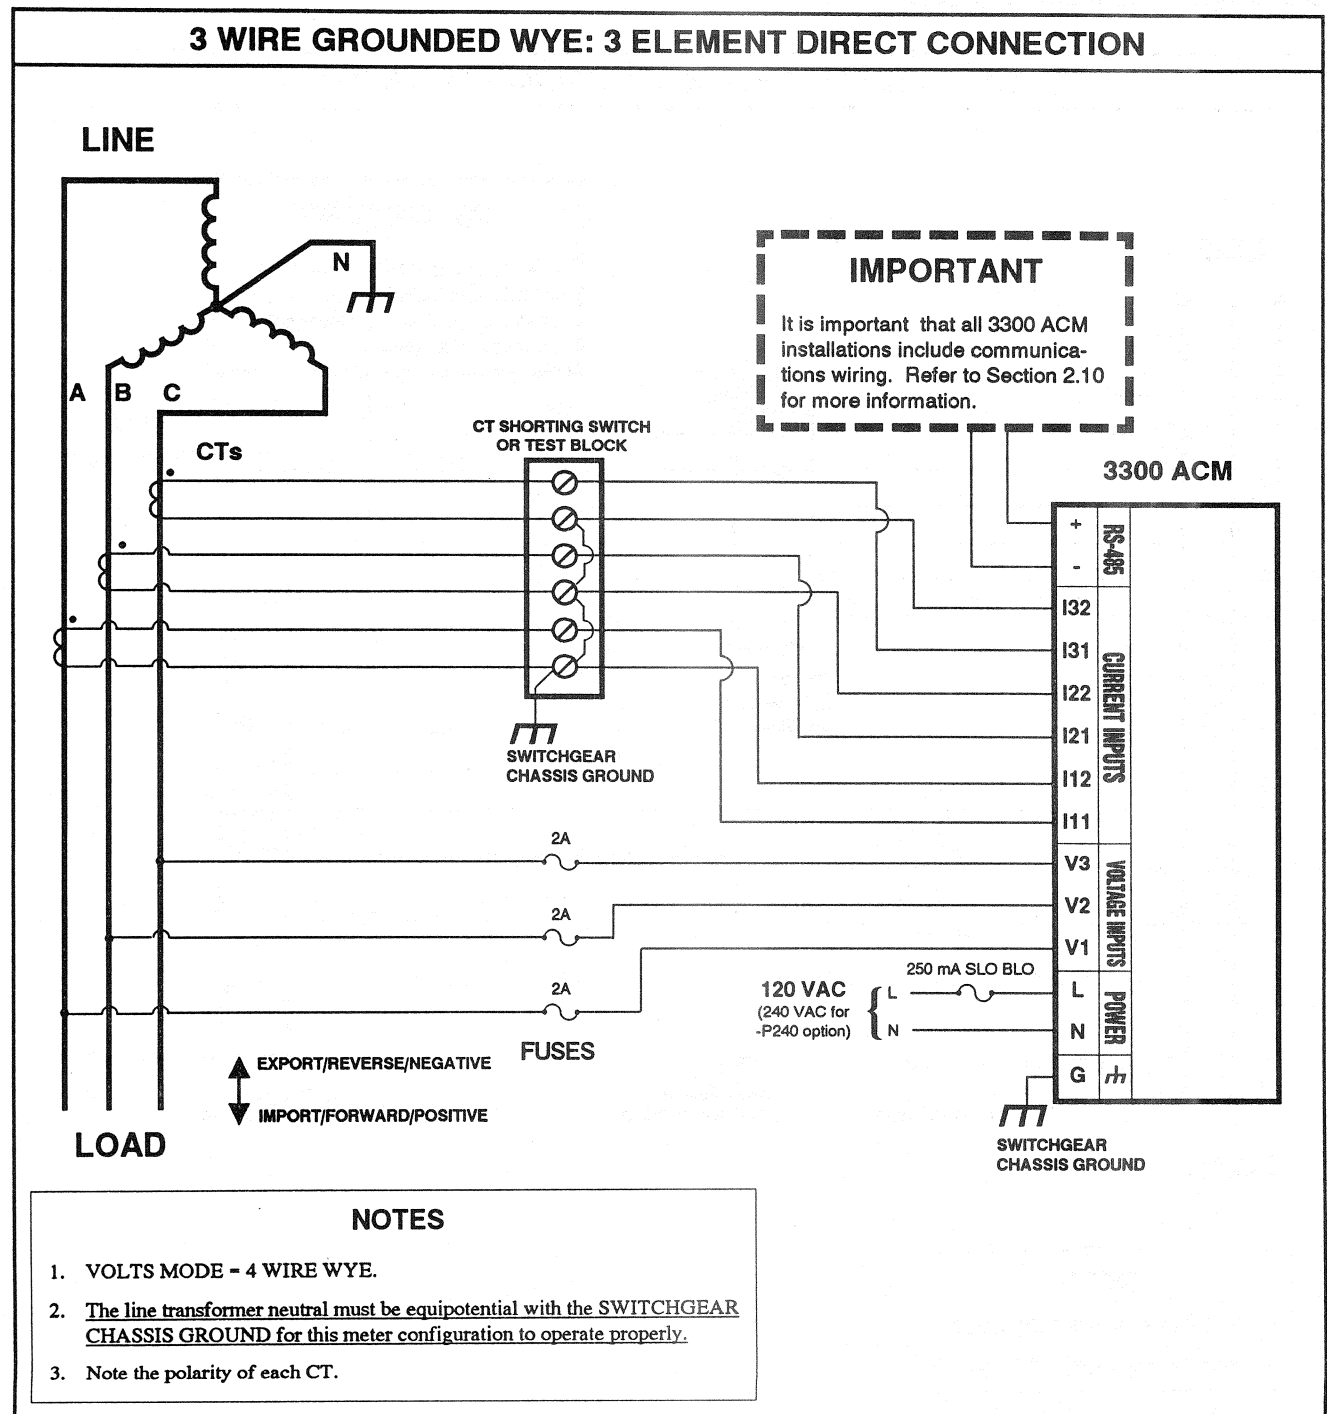 3 WIRE GROUNDED WYE: 3 ELEMENT DIRECT CONNECTION
LINE
N
IMPORTANT
It is important that all 3300 ACM
installations include communica-
tions wiring. Refer to Section 2.10
for more information.
A B C
CTs
CT SHORTING SWITCH
OR TEST BLOCK
3300 ACM
+
-
RS-485
I32
I31
I22
I21
I12
I11
CURRENT INPUTS
SWITCHGEAR
CHASSIS GROUND
2A
V3
2A
V2
V1
VOLTAGE INPUTS
2A
FUSES
250 mA SLO BLO
120 VAC
(240 VAC for
-P240 option)
L
N
L
N
POWER
G
EXPORT/REVERSE/NEGATIVE
IMPORT/FORWARD/POSITIVE
LOAD
SWITCHGEAR
CHASSIS GROUND
NOTES
1. VOLTS MODE = 4 WIRE WYE.
2. The line transformer neutral must be equipotential with the SWITCHGEAR
CHASSIS GROUND for this meter configuration to operate properly.
3. Note the polarity of each CT.